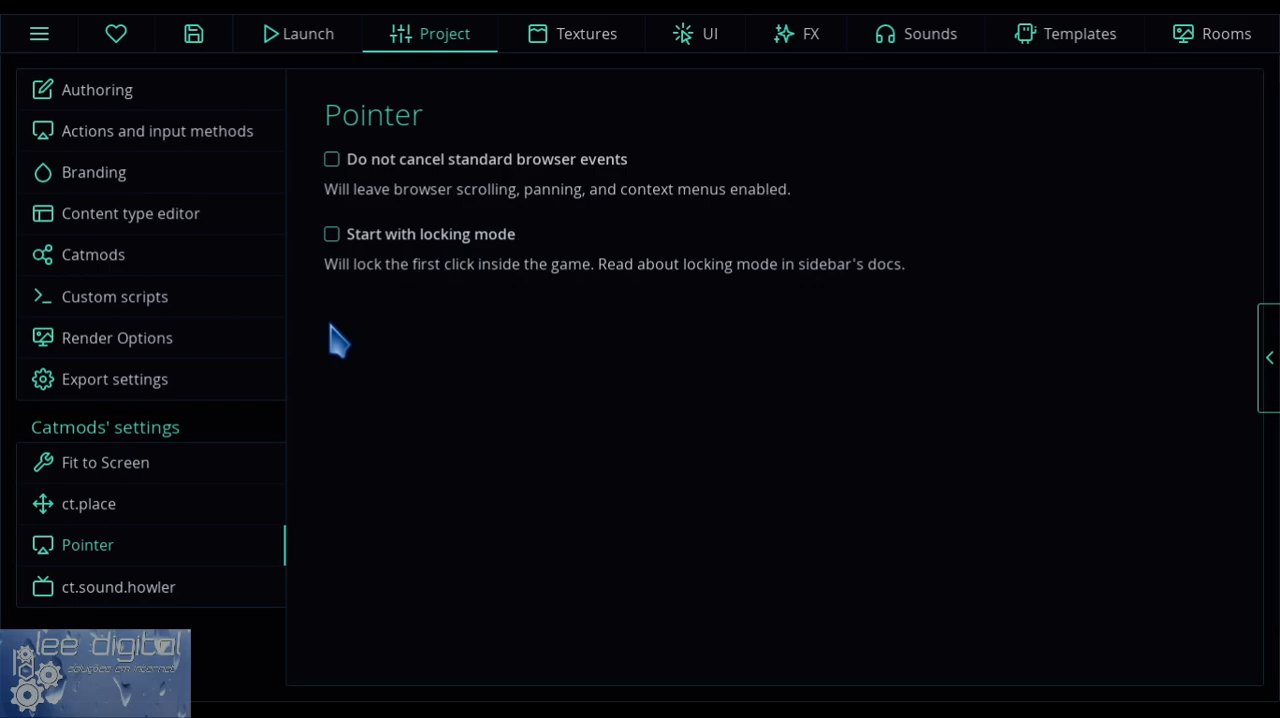 Launch
Project
Textures
UI
FX
Sounds
Templates
Rooms
Authoring
Actions and input methods
Branding
Content type editor
Catmods
Custom scripts
Render Options
Export settings
Catmods' settings
Fit to Screen
ct.place
Pointer
ct.sound.howler
Pointer
Do not cancel standard browser events
Will leave browser scrolling, panning, and context menus enabled.
Start with locking mode
Will lock the first click inside the game. Read about locking mode in sidebar's docs.
lee digital
soluções em internet